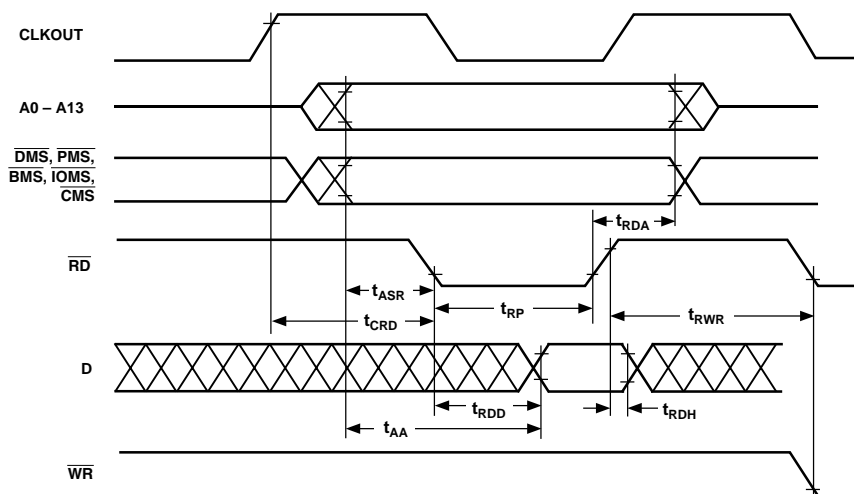 CLKOUT
A0 – A13
DMS, PMS,
BMS, IOMS,
CMS
tRDA
RD
tASR
tRP
tCRD
tRWR
D
tRDD
tRDH
tAA
WR